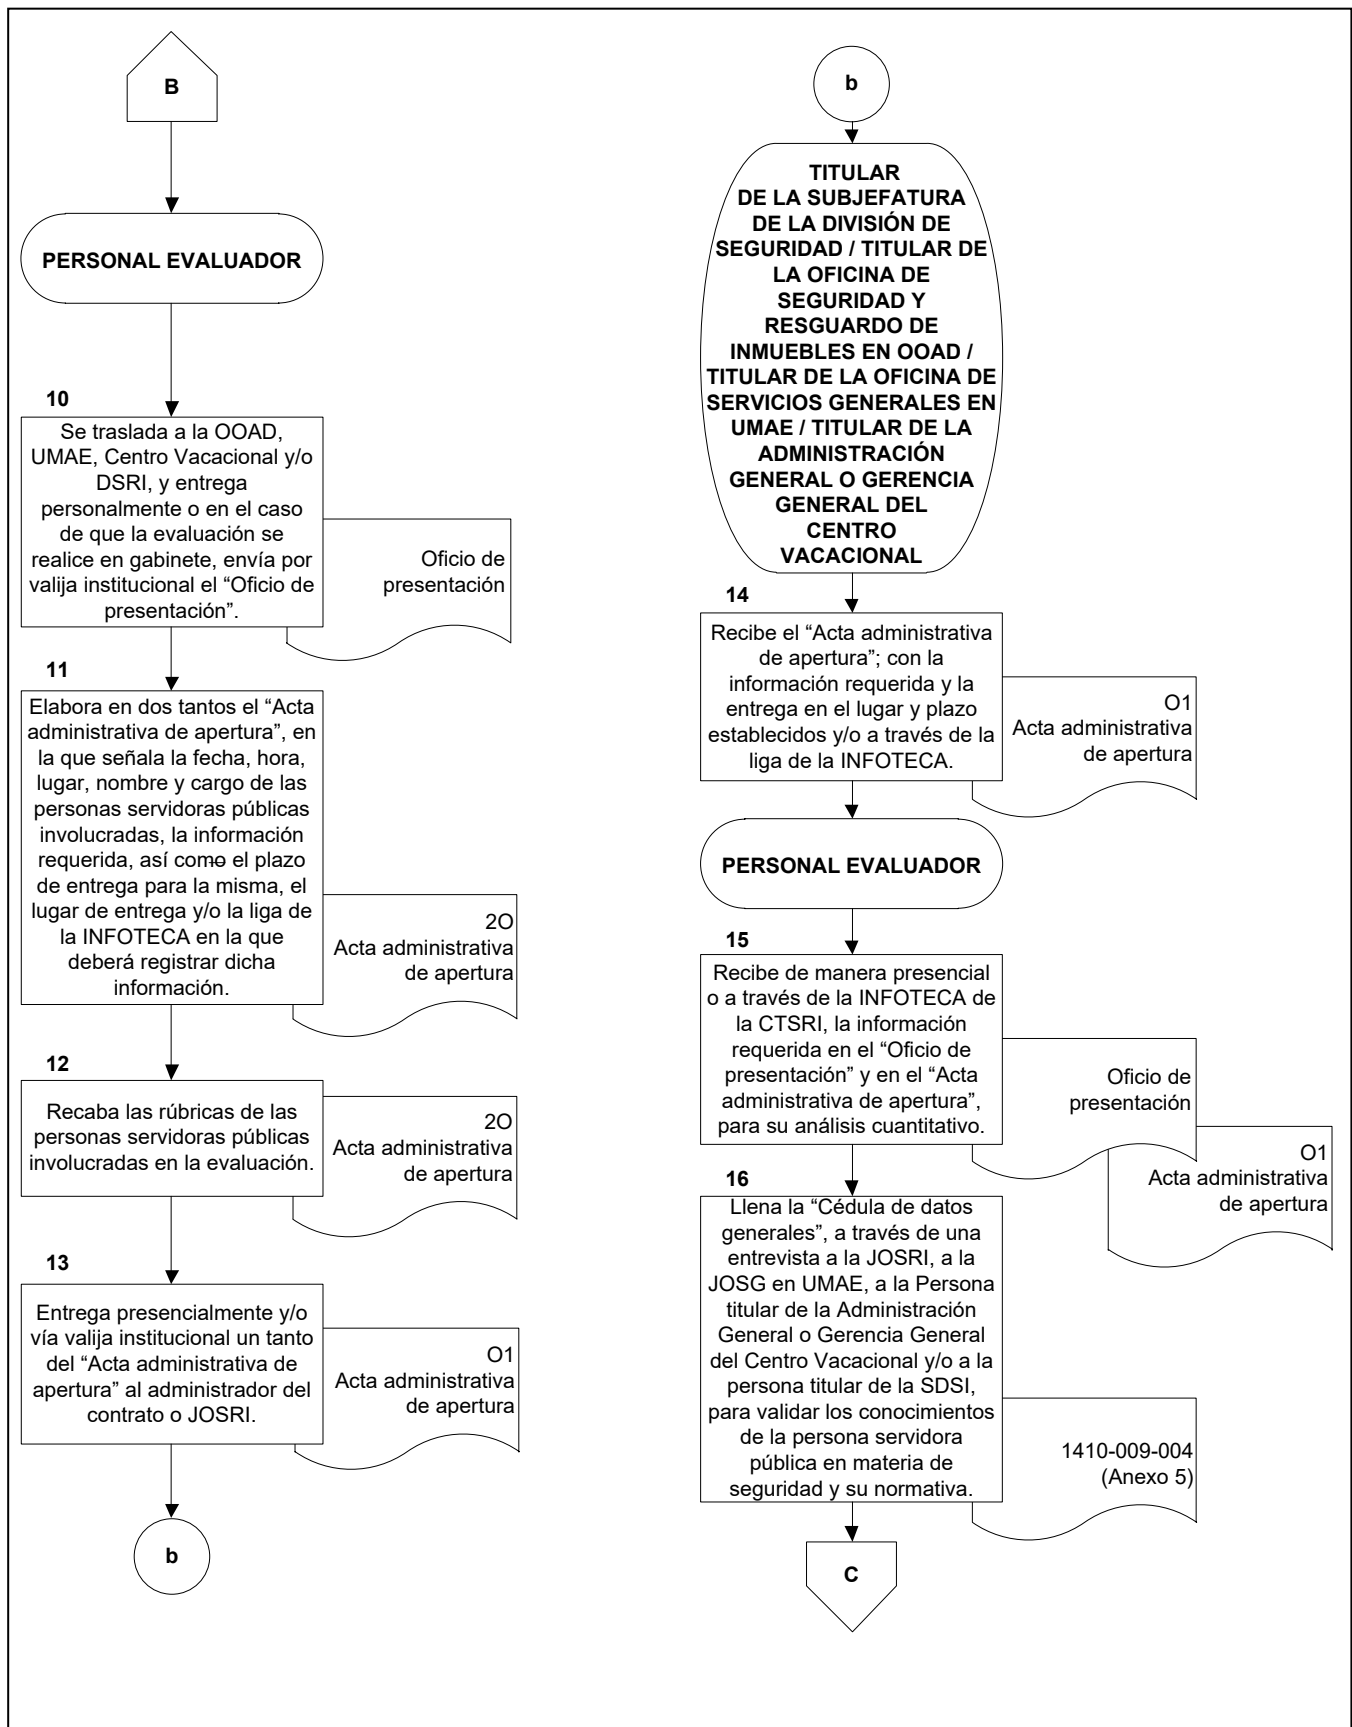 B
PERSONAL EVALUADOR
10
Se traslada a la OOAD,
UMAE, Centro Vacacional y/o
DSRI, y entrega
personalmente o en el caso
de que la evaluación se
realice en gabinete, envía por
valija institucional el “Oficio de
presentación”.
Oficio de
presentación
11
Elabora en dos tantos el “Acta
administrativa de apertura”, en
la que señala la fecha, hora,
lugar, nombre y cargo de las
personas servidoras públicas
involucradas, la información
requerida, así como el plazo
de entrega para la misma, el
lugar de entrega y/o la liga de
la INFOTECA en la que
deberá registrar dicha
información.
2O
Acta administrativa
de apertura
12
Recaba las rúbricas de las
personas servidoras públicas
involucradas en la evaluación.
2O
Acta administrativa
de apertura
13
Entrega presencialmente y/o
vía valija institucional un tanto
del “Acta administrativa de
apertura” al administrador del
contrato o JOSRI.
O1
Acta administrativa
de apertura
b
b
TITULAR
DE LA SUBJEFATURA
DE LA DIVISIÓN DE
SEGURIDAD / TITULAR DE
LA OFICINA DE
SEGURIDAD Y
RESGUARDO DE
INMUEBLES EN OOAD /
TITULAR DE LA OFICINA DE
SERVICIOS GENERALES EN
UMAE / TITULAR DE LA
ADMINISTRACIÓN
GENERAL O GERENCIA
GENERAL DEL
CENTRO
VACACIONAL
14
Recibe el “Acta administrativa
de apertura”; con la
información requerida y la
entrega en el lugar y plazo
establecidos y/o a través de la
liga de la INFOTECA.
O1
Acta administrativa
de apertura
PERSONAL EVALUADOR
15
Recibe de manera presencial
o a través de la INFOTECA de
la CTSRI, la información
requerida en el “Oficio de
presentación” y en el “Acta
administrativa de apertura”,
para su análisis cuantitativo.
Oficio de
presentación
O1
Acta administrativa
de apertura
16
Llena la “Cédula de datos
generales”, a través de una
entrevista a la JOSRI, a la
JOSG en UMAE, a la Persona
titular de la Administración
General o Gerencia General
del Centro Vacacional y/o a la
persona titular de la SDSI,
para validar los conocimientos
de la persona servidora
pública en materia de
seguridad y su normativa.
1410-009-004
(Anexo 5)
C